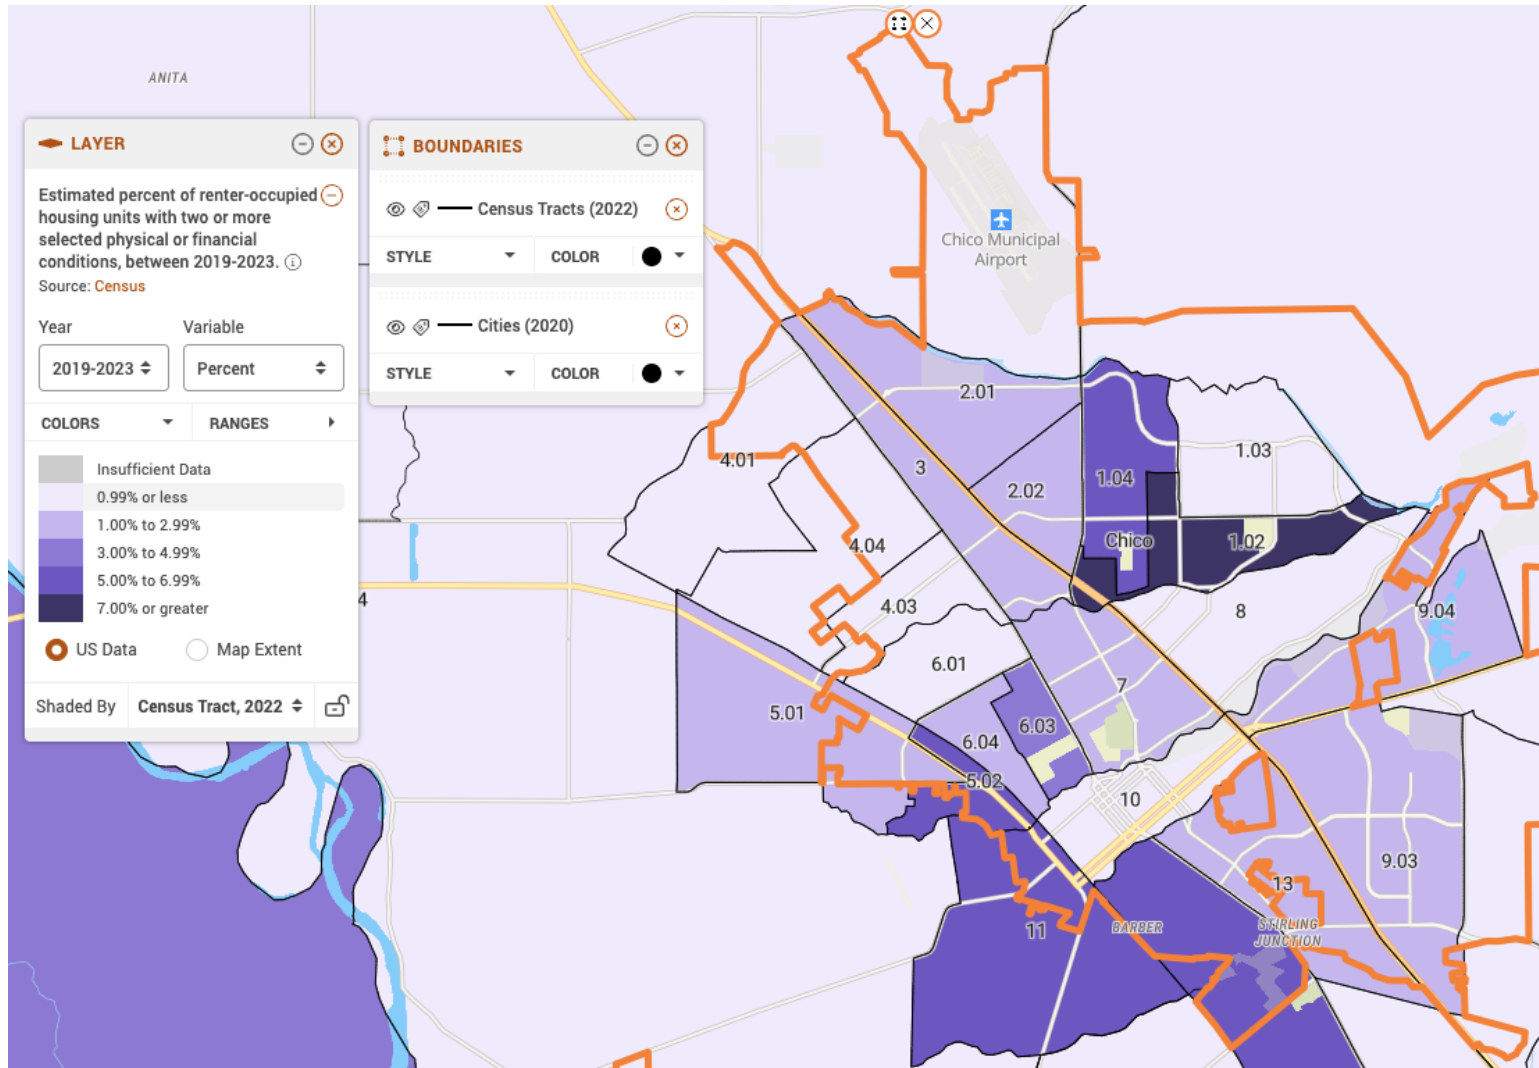 ANITA
LAYER
Estimated percent of renter-occupied
housing units with two or more
selected physical or financial
conditions, between 2019-2023.
Source: Census
Year
Variable
2019-2023
Percent
COLORS
RANGES
Insufficient Data
0.99% or less
1.00% to 2.99%
3.00% to 4.99%
5.00% to 6.99%
7.00% or greater
US Data
Map Extent
Shaded By
Census Tract, 2022
BOUNDARIES
Census Tracts (2022)
STYLE
COLOR
Cities (2020)
STYLE
COLOR
Chico Municipal
Airport
2.01
4.01
3
1.03
1.04
2.02
4.04
Chico
1.02
4
4.03
8
9.04
6.01
7
5.01
6.03
6.04
5.02
10
9.03
13
11
BARBER
STIRLING
JUNCTION